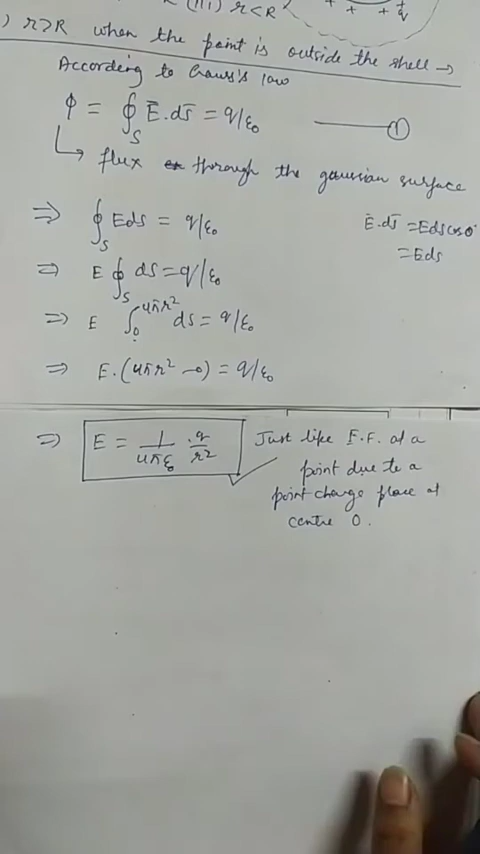 (iii) r < R
+ + + + q
) r>R when the point is outside the shell →
According to Gauss's law
ϕ = ∮S E̅.ds̅ = q/ε₀ —— ①
↳ flux through the gaussian surface
⇒ ∮S Eds = q/ε₀ E̅.ds̅ = Edscos0°
= Eds
⇒ E ∮S ds = q/ε₀
⇒ E ∫₀^4πr² ds = q/ε₀
⇒ E.(4πr² - 0) = q/ε₀
⇒ E = 1/4πε₀ . q/r² Just like E.F. at a
point due to a
point charge place at
centre O.